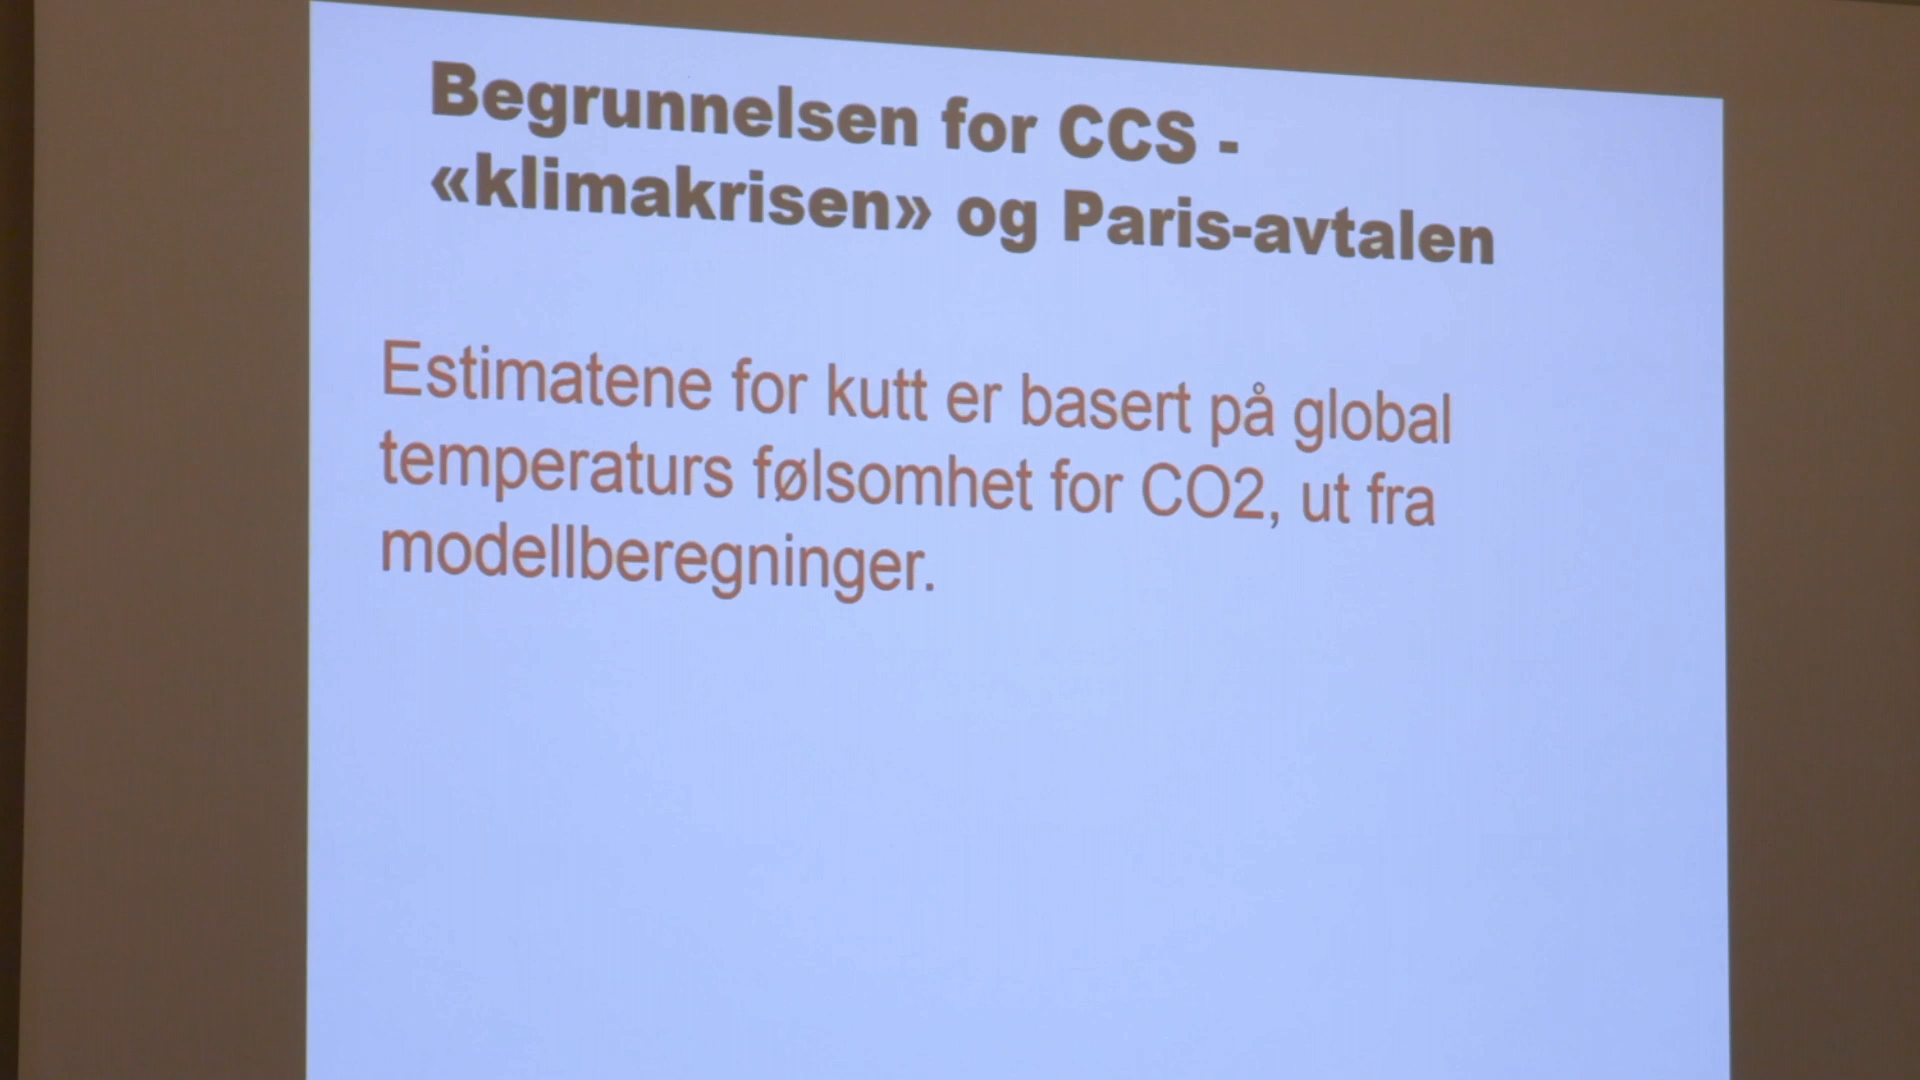 Begrunnelsen for CCS -
«klimakrisen» og Paris-avtalen
Estimatene for kutt er basert på global
temperaturs følsomhet for CO2, ut fra
modellberegninger.